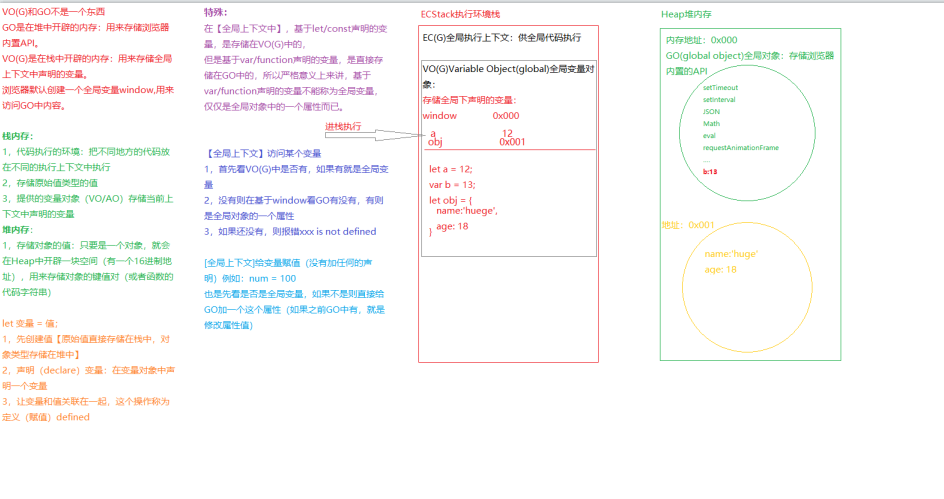 VO(G)和GO不是一个东西
GO是在堆中开辟的内存：用来存储浏览器
内置API。
VO(G)是在栈中开辟的内存：用来存储全局
上下文中声明的变量。
浏览器默认创建一个全局变量window,用来
访问GO中内容。
栈内存：
1，代码执行的环境：把不同地方的代码放
在不同的执行上下文中执行
2，存储原始值类型的值
3，提供的变量对象（VO/AO）存储当前上
下文中声明的变量
堆内存：
1，存储对象的值：只要是一个对象，就会
在Heap中开辟一块空间（有一个16进制地
址），用来存储对象的键值对（或者函数的
代码字符串）
let 变量 = 值；
1，先创建值【原始值直接存储在栈中，对
象类型存储在堆中】
2，声明（declare）变量：在变量对象中声
明一个变量
3，让变量和值关联在一起，这个操作称为
定义（赋值）defined
特殊：
在【全局上下文中】，基于let/const声明的变
量，是存储在VO(G)中的，
但是基于var/function声明的变量，是直接存
储在GO中的，所以严格意义上来讲，基于
var/function声明的变量不能称为全局变量，
仅仅是全局对象中的一个属性而已。
【全局上下文】访问某个变量
1，首先看VO(G)中是否有，如果有就是全局变
量
2，没有则在基于window看GO有没有，有则
是全局对象的一个属性
3，如果还没有，则报错xxx is not defined
[全局上下文]给变量赋值（没有加任何的声
明）例如：num = 100
也是先看是否是全局变量，如果不是则直接给
GO加一个这个属性（如果之前GO中有，就是
修改属性值）
进栈执行
ECStack执行环境栈
EC(G)全局执行上下文：供全局代码执行
VO(G)Variable Object(global)全局变量对
象：
存储全局下声明的变量：
window 0x000
a 12
obj 0x001
let a = 12;
var b = 13;
let obj = {
name:'huege',
age: 18
}
Heap堆内存
内存地址：0x000
GO(global object)全局对象：存储浏览器
内置的API
setTimeout
setInterval
JSON
Math
eval
requestAnimationFrame
....
b:13
地址：0x001
name:'huge'
age: 18